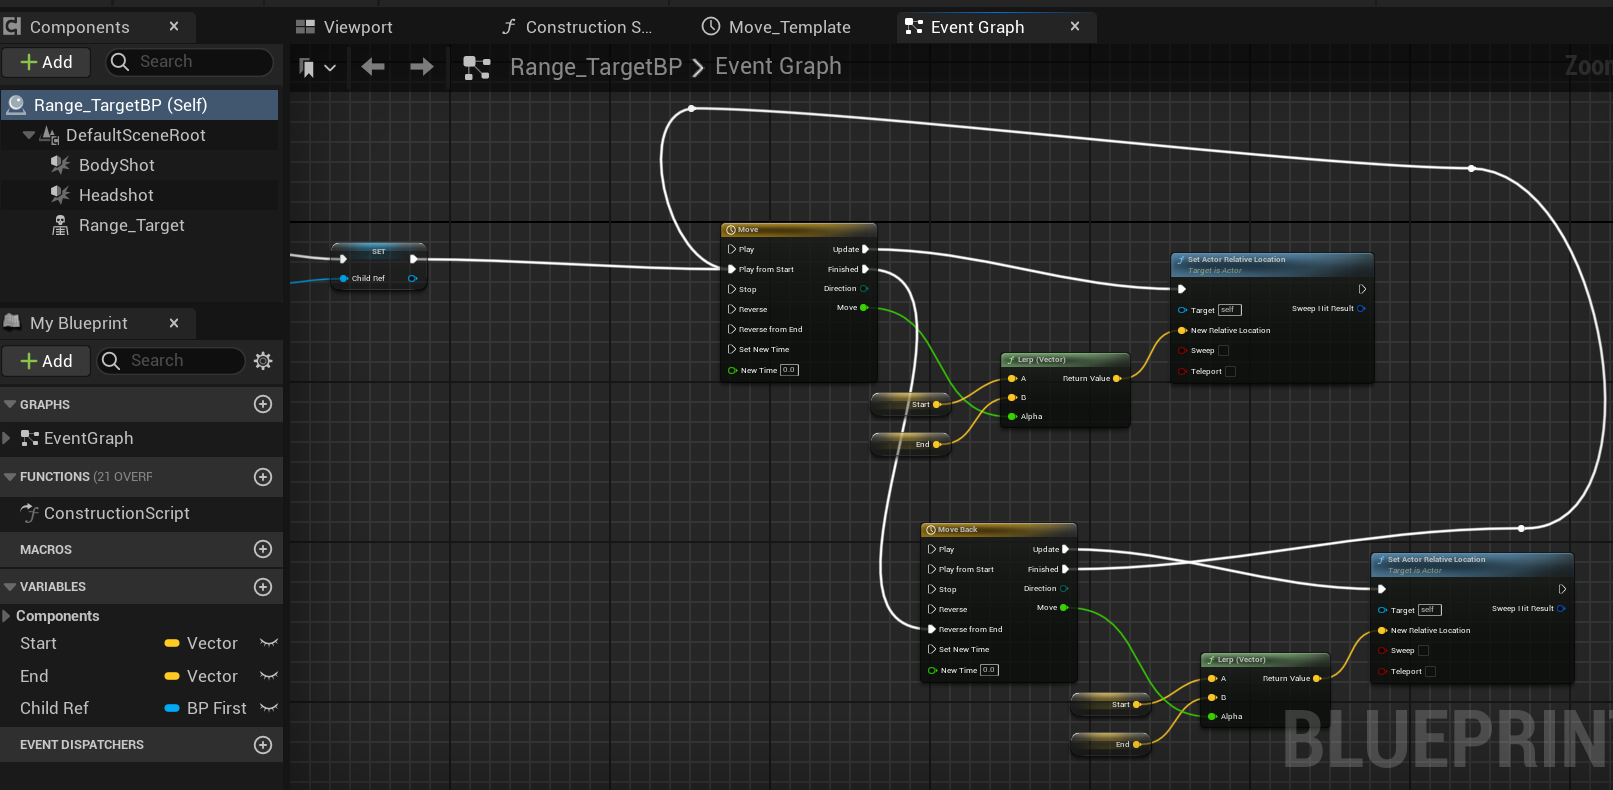 Components
Viewport
Construction S...
Move_Template
Event Graph
Add
Search
Range_TargetBP > Event Graph
Zoom
Range_TargetBP (Self)
DefaultSceneRoot
BodyShot
Headshot
Range_Target
My Blueprint
Add
Search
GRAPHS
EventGraph
FUNCTIONS (21 OVERF
ConstructionScript
MACROS
VARIABLES
Components
Start Vector
End Vector
Child Ref BP First
EVENT DISPATCHERS
SET
Child Ref
Move
Play Update
Play from Start Finished
Stop Direction
Reverse Move
Reverse from End
Set New Time
New Time 0.0
Start
End
Lerp (Vector)
A Return Value
B
Alpha
Set Actor Relative Location
Target is Actor
Target self Sweep Hit Result
New Relative Location
Sweep
Teleport
Move Back
Play Update
Play from Start Finished
Stop Direction
Reverse Move
Reverse from End
Set New Time
New Time 0.0
Start
End
Lerp (Vector)
A Return Value
B
Alpha
Set Actor Relative Location
Target is Actor
Target self Sweep Hit Result
New Relative Location
Sweep
Teleport
BLUEPRINT